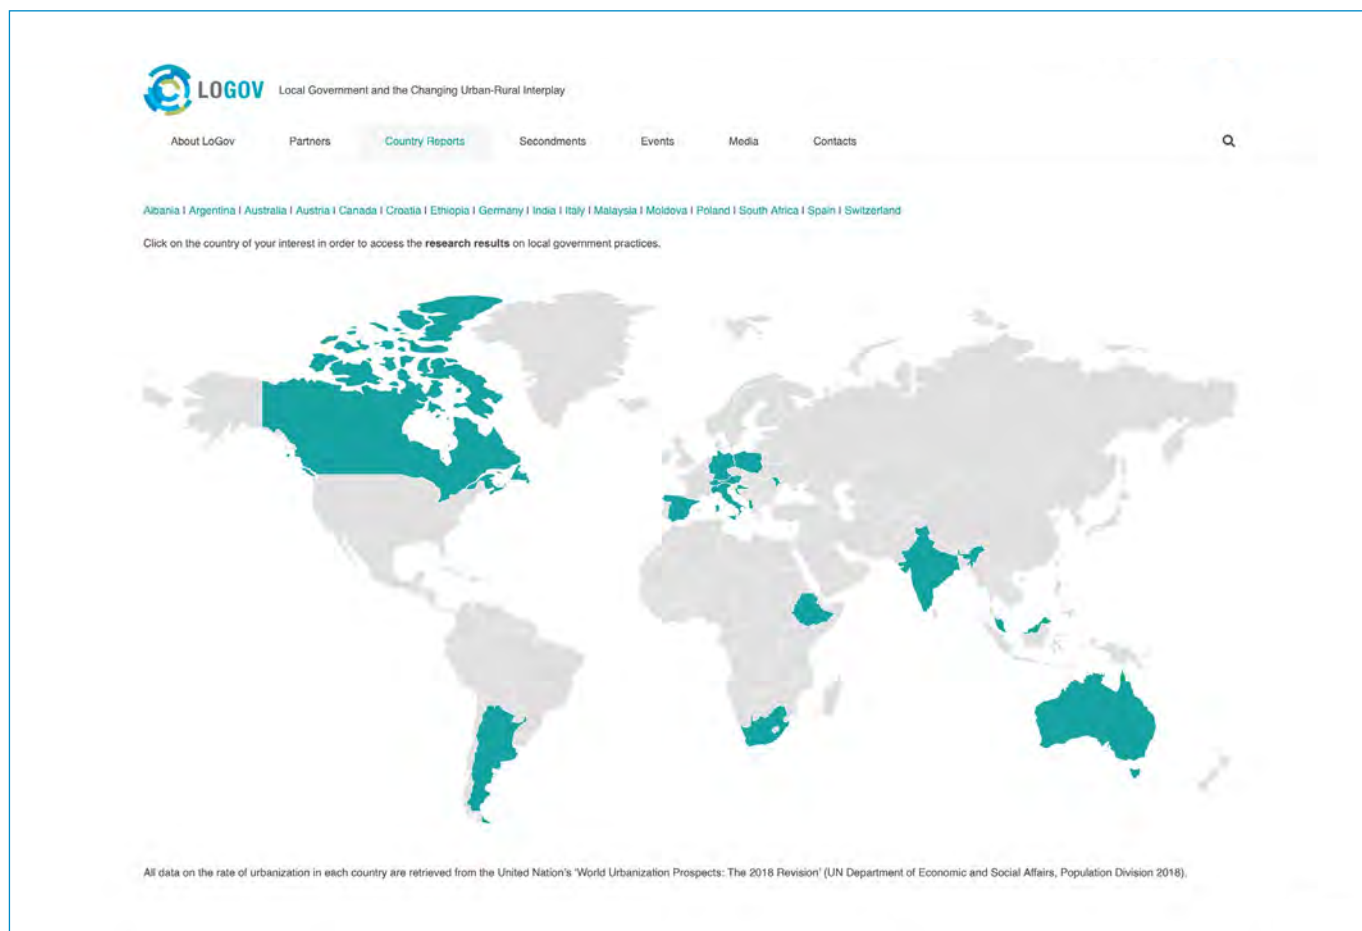 LOGOV Local Government and the Changing Urban-Rural Interplay
About LoGov Partners Country Reports Secondments Events Media Contacts
Albania I Argentina I Australia I Austria I Canada I Croatia I Ethiopia I Germany I India I Italy I Malaysia I Moldova I Poland I South Africa I Spain I Switzerland
Click on the country of your interest in order to access the research results on local government practices.
All data on the rate of urbanization in each country are retrieved from the United Nation's 'World Urbanization Prospects: The 2018 Revision' (UN Department of Economic and Social Affairs, Population Division 2018).